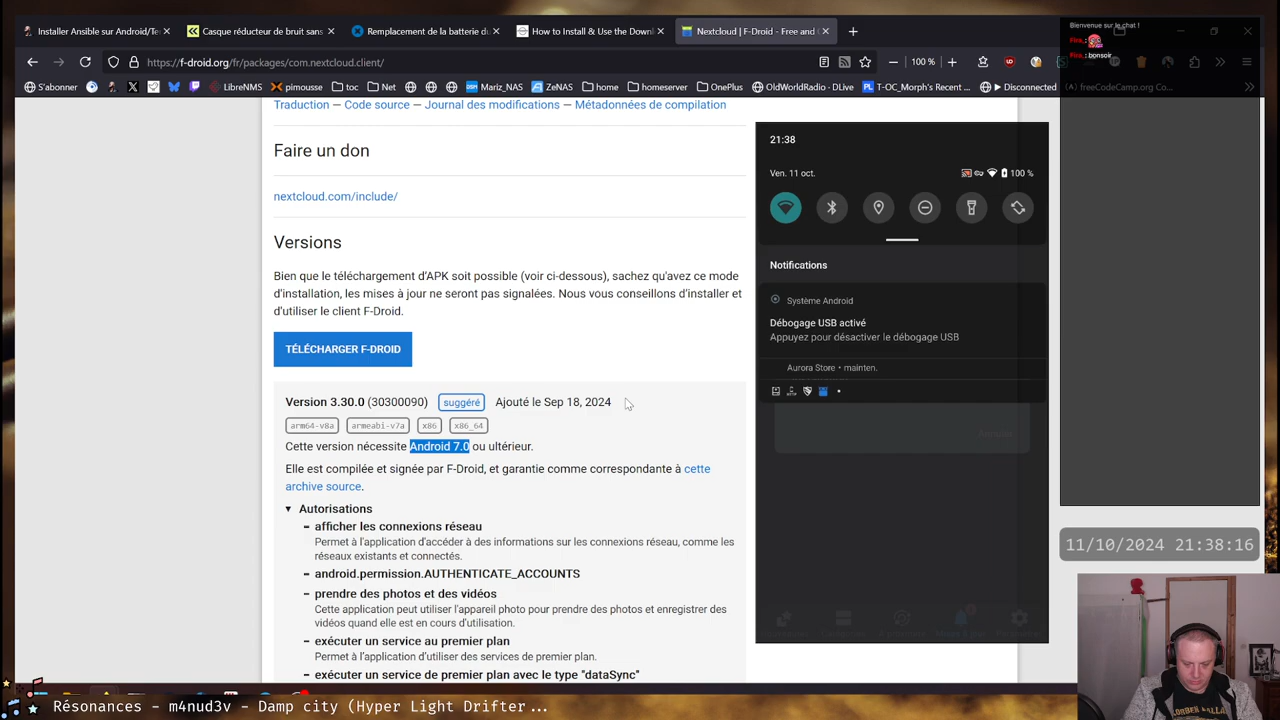 Installer Ansible sur Android/Te
Casque réducteur de bruit sans
Remplacement de la batterie du
How to Install & Use the Downl
Nextcloud | F-Droid - Free and
Bienvenue sur le chat !
Fira_:
Fira_: bonsoir
https://f-droid.org/fr/packages/com.nextcloud.client/
100 %
S'abonner
LibreNMS
pimousse
toc
Net
DSM Mariz_NAS
ZeNAS
home
homeserver
OnePlus
OldWorldRadio - DLive
T-OC_Morph's Recent ...
Disconnected
freeCodeCamp.org Co...
Traduction — Code source — Journal des modifications — Métadonnées de compilation
Faire un don
nextcloud.com/include/
Versions
Bien que le téléchargement d'APK soit possible (voir ci-dessous), sachez qu'avez ce mode
d'installation, les mises à jour ne seront pas signalées. Nous vous conseillons d'installer et
d'utiliser le client F-Droid.
TÉLÉCHARGER F-DROID
Version 3.30.0 (30300090) suggéré Ajouté le Sep 18, 2024
arm64-v8a armeabi-v7a x86 x86_64
Cette version nécessite Android 7.0 ou ultérieur.
Elle est compilée et signée par F-Droid, et garantie comme correspondante à cette
archive source.
Autorisations
afficher les connexions réseau
Permet à l'application d'accéder à des informations sur les connexions réseau, comme les
réseaux existants et connectés.
android.permission.AUTHENTICATE_ACCOUNTS
prendre des photos et des vidéos
Cette application peut utiliser l'appareil photo pour prendre des photos et enregistrer des
vidéos quand elle est en cours d'utilisation.
exécuter un service au premier plan
Permet à l'application d'utiliser des services de premier plan.
exécuter un service de premier plan avec le type "dataSync"
21:38
Ven. 11 oct.
100 %
Notifications
Système Android
Débogage USB activé
Appuyez pour désactiver le débogage USB
Aurora Store • mainten.
Annuler
11/10/2024 21:38:16
Résonances - m4nud3v - Damp city (Hyper Light Drifter...